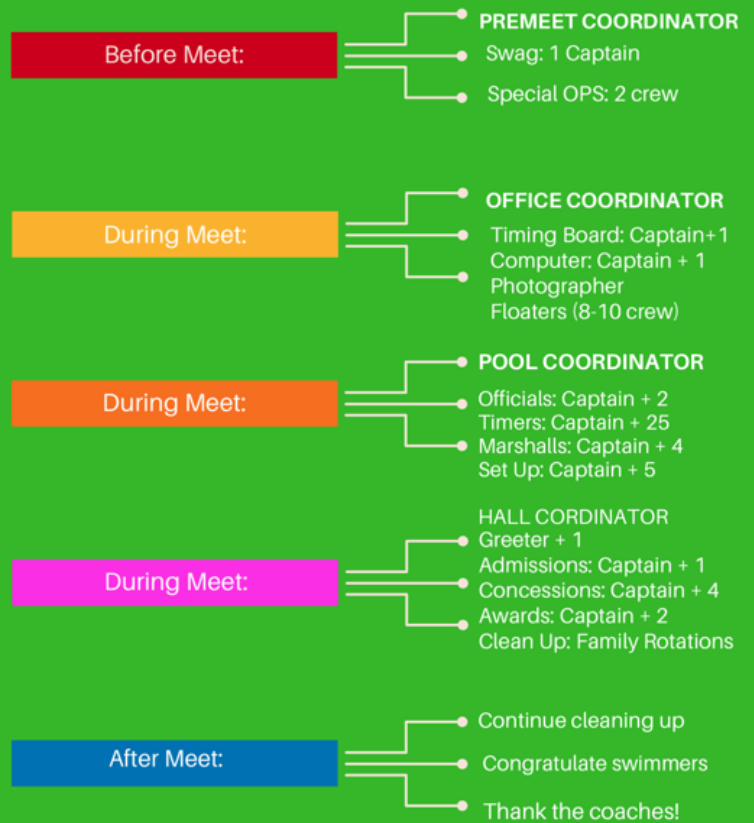 Before Meet:
PREMEET COORDINATOR
Swag: 1 Captain
Special OPS: 2 crew
During Meet:
OFFICE COORDINATOR
Timing Board: Captain+1
Computer: Captain + 1
Photographer
Floaters (8-10 crew)
During Meet:
POOL COORDINATOR
Officials: Captain + 2
Timers: Captain + 25
Marshalls: Captain + 4
Set Up: Captain + 5
During Meet:
HALL CORDINATOR
Greeter + 1
Admissions: Captain + 1
Concessions: Captain + 4
Awards: Captain + 2
Clean Up: Family Rotations
After Meet:
Continue cleaning up
Congratulate swimmers
Thank the coaches!